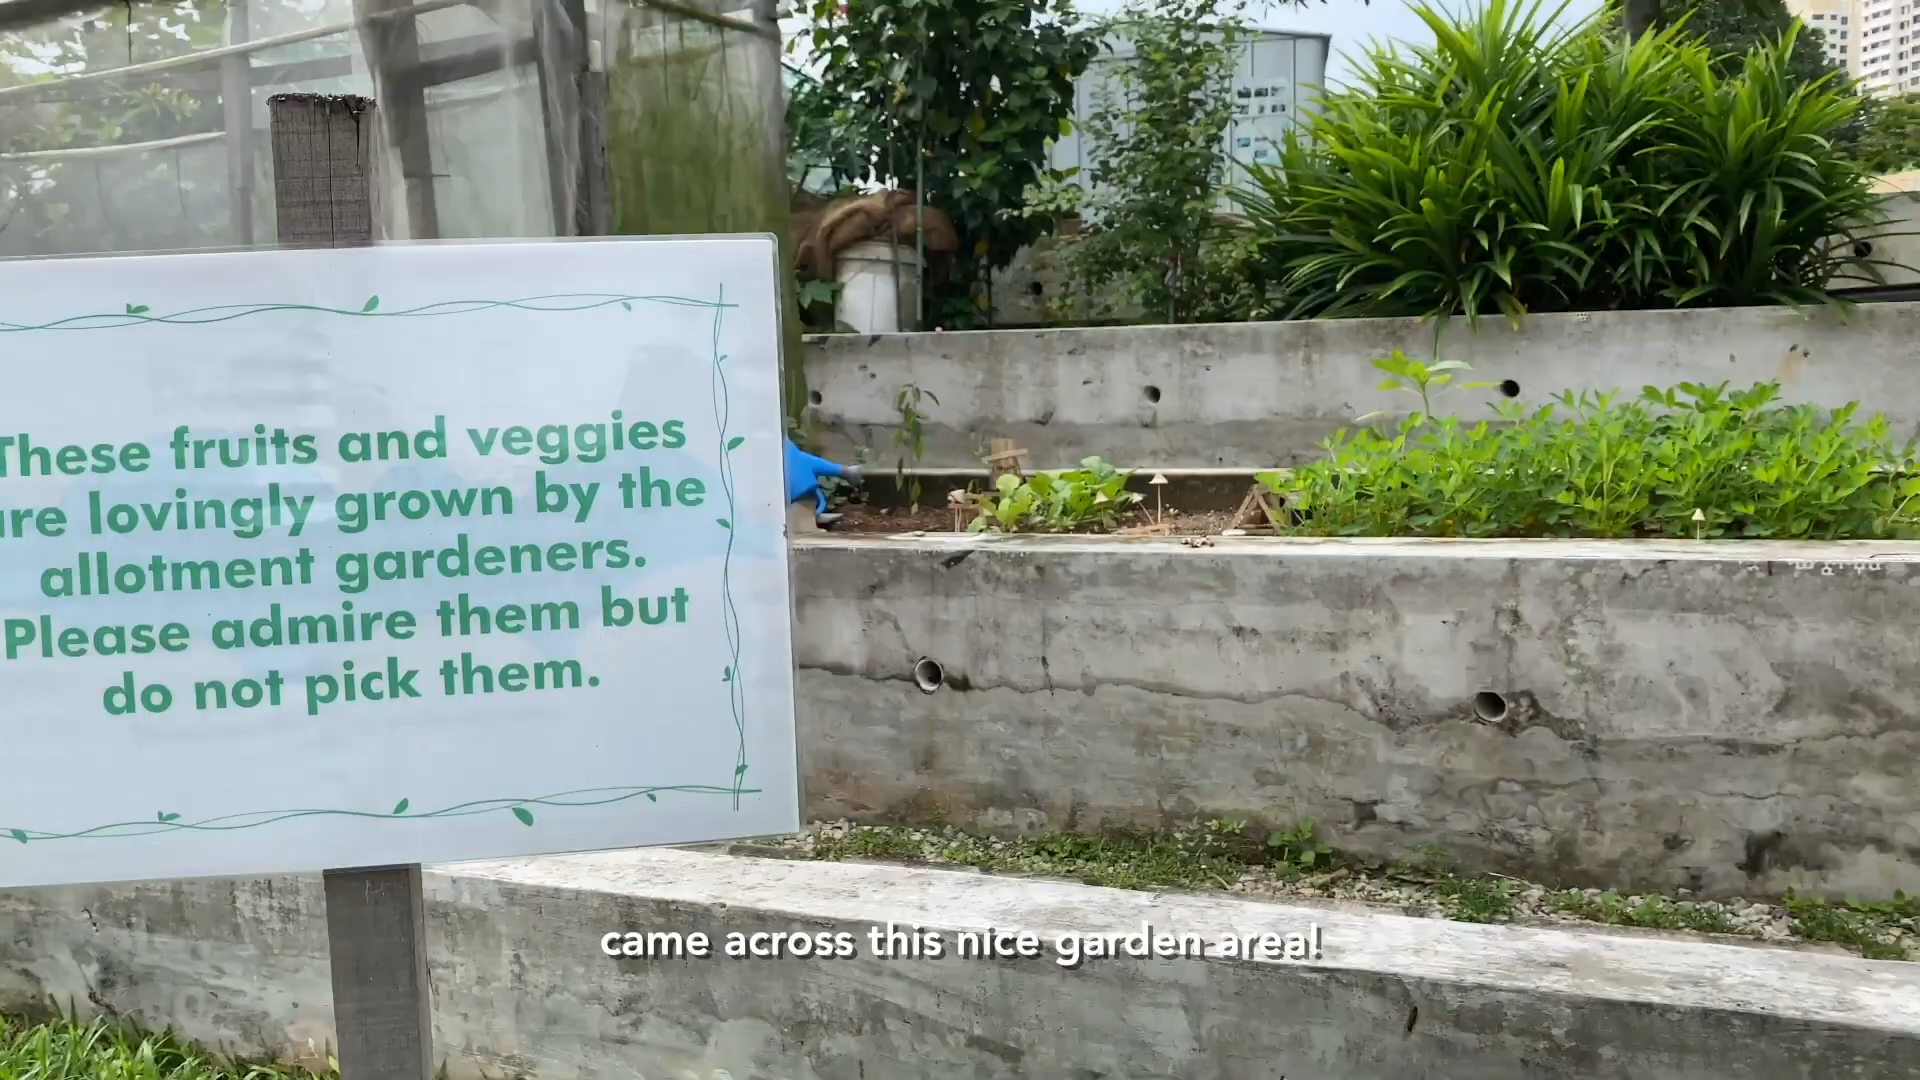 These fruits and veggies
are lovingly grown by the
allotment gardeners.
Please admire them but
do not pick them.
came across this nice garden area!